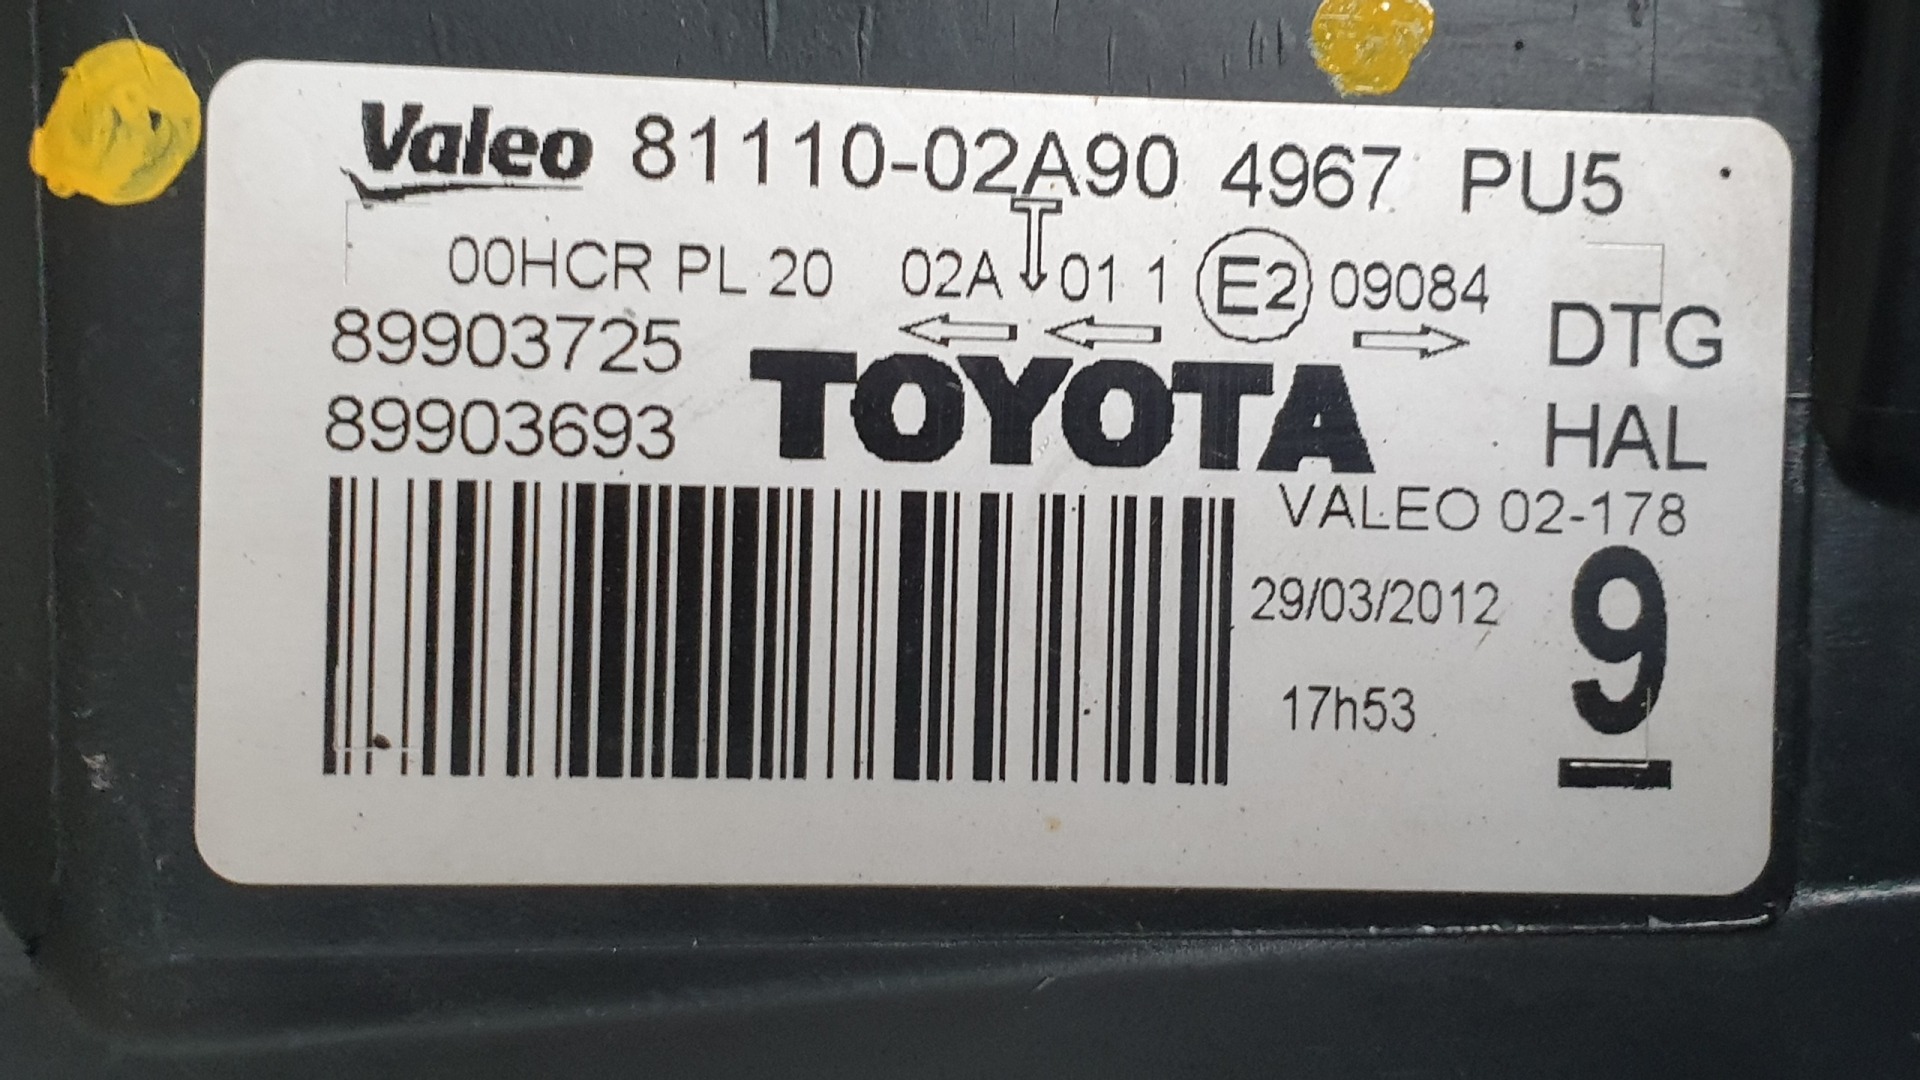 Valeo 81110-02A90 4967 PU5
00HCR PL 20 02A 01 1 E2 09084
89903725 DTG
89903693 TOYOTA HAL
VALEO 02-178
29/03/2012 9
17h53